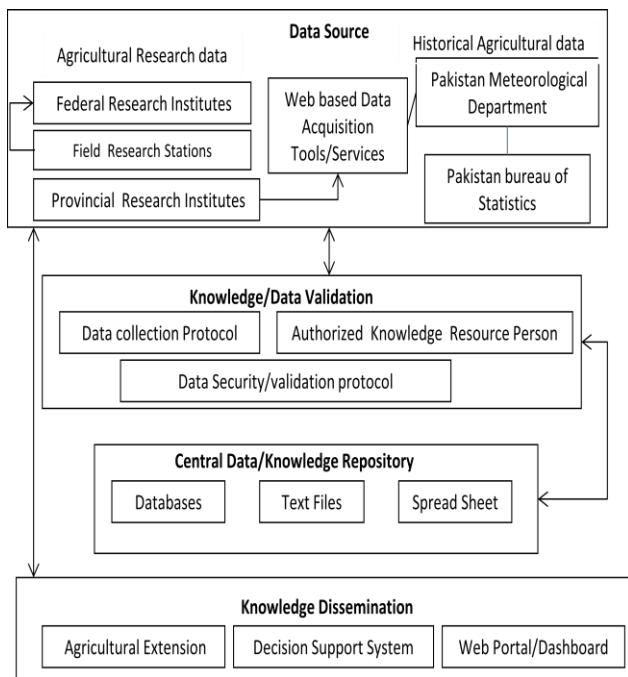 Data Source
Agricultural Research data
Historical Agricultural data
Federal Research Institutes
Field Research Stations
Provincial Research Institutes
Web based Data
Acquisition
Tools/Services
Pakistan Meteorological
Department
Pakistan bureau of
Statistics
Knowledge/Data Validation
Data collection Protocol
Authorized Knowledge Resource Person
Data Security/validation protocol
Central Data/Knowledge Repository
Databases
Text Files
Spread Sheet
Knowledge Dissemination
Agricultural Extension
Decision Support System
Web Portal/Dashboard